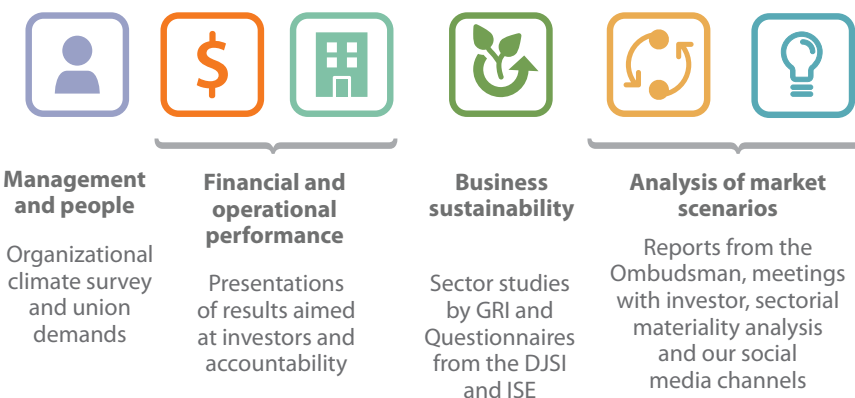 $
Management
and people
Organizational
climate survey
and union
demands
Financial and
operational
performance
Presentations
of results aimed
at investors and
accountability
Business
sustainability
Sector studies
by GRI and
Questionnaires
from the DJSI
and ISE
Analysis of market
scenarios
Reports from the
Ombudsman, meetings
with investor, sectorial
materiality analysis
and our social
media channels